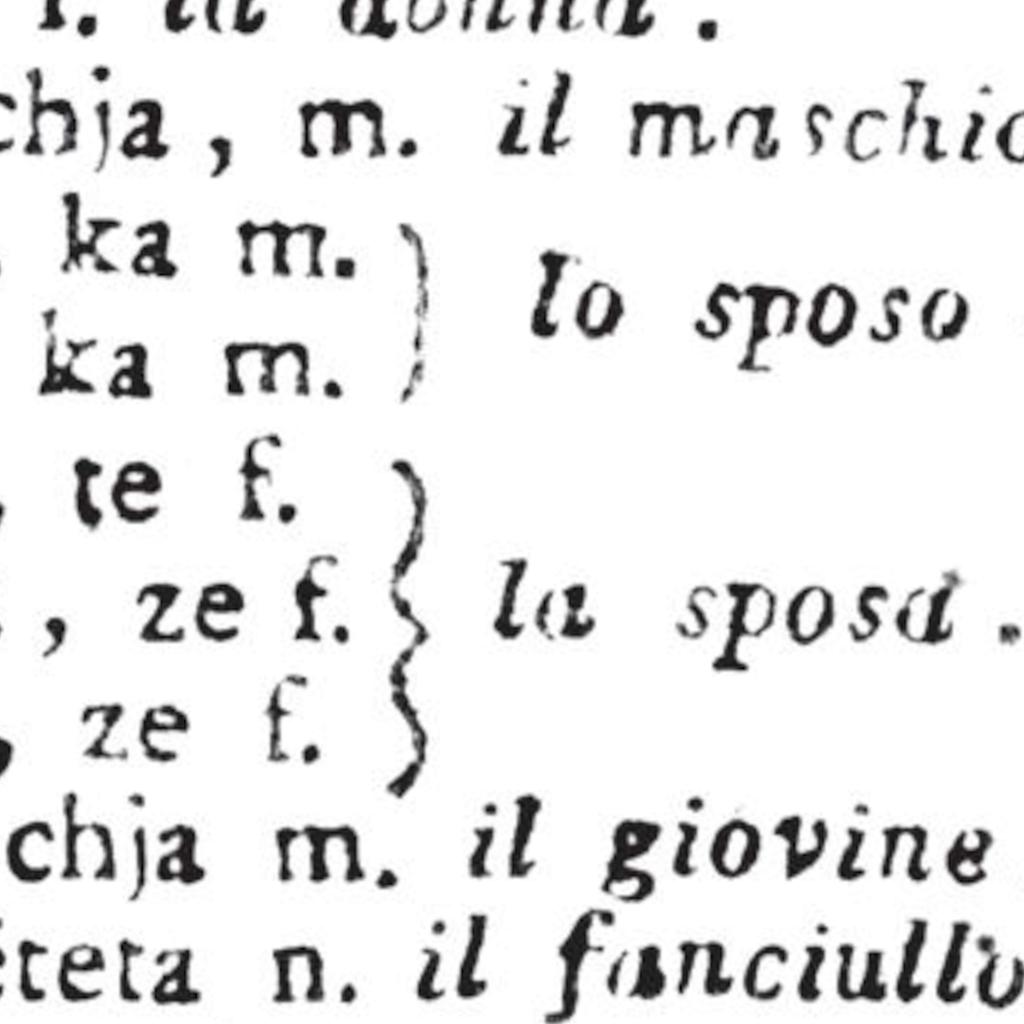 f. la donna .
chja , m. il maschio
ka m.
lo sposo
ka m.
, te f.
, ze f. la sposa .
, ze f.
chja m. il giovine
éteta n. il fanciullo